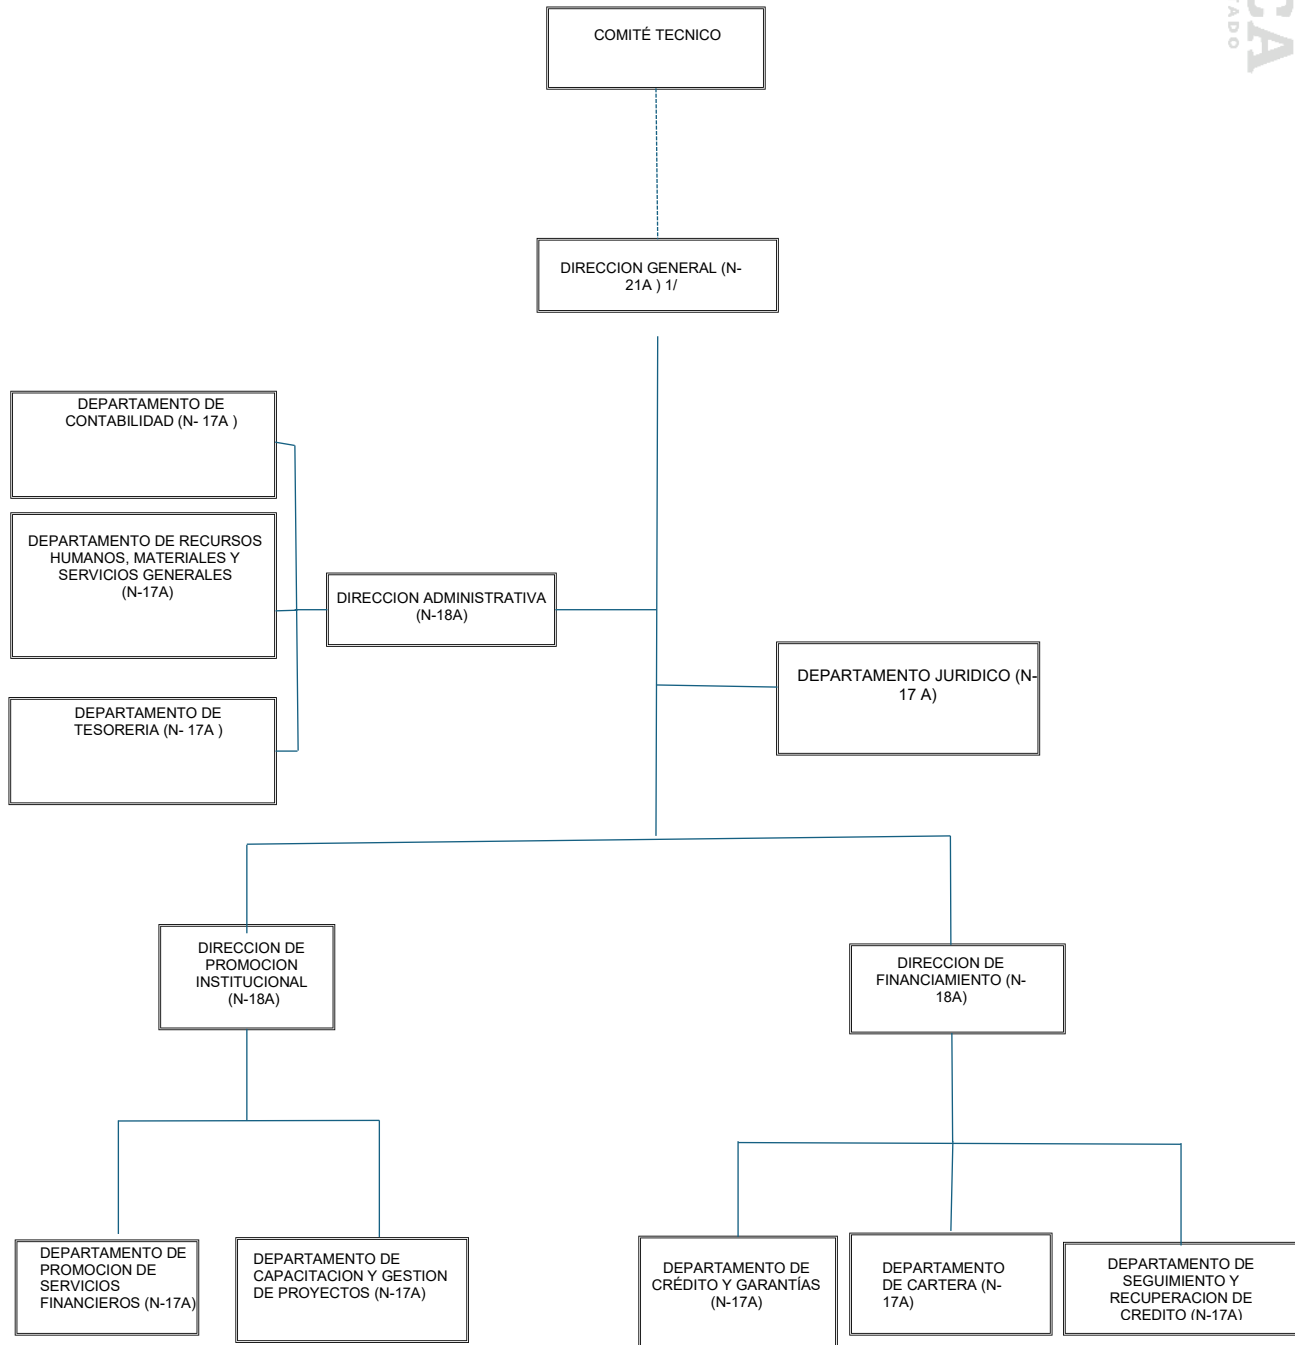 CA
TADO
COMITÉ TECNICO
DIRECCION GENERAL (N-
21A ) 1/
DEPARTAMENTO DE
CONTABILIDAD (N- 17A )
DEPARTAMENTO DE RECURSOS
HUMANOS, MATERIALES Y
SERVICIOS GENERALES
(N-17A)
DIRECCION ADMINISTRATIVA
(N-18A)
DEPARTAMENTO JURIDICO (N-
17 A)
DEPARTAMENTO DE
TESORERIA (N- 17A )
DIRECCION DE
PROMOCION
INSTITUCIONAL
(N-18A)
DIRECCION DE
FINANCIAMIENTO (N-
18A)
DEPARTAMENTO DE
PROMOCION DE
SERVICIOS
FINANCIEROS (N-17A)
DEPARTAMENTO DE
CAPACITACION Y GESTION
DE PROYECTOS (N-17A)
DEPARTAMENTO DE
CRÉDITO Y GARANTÍAS
(N-17A)
DEPARTAMENTO
DE CARTERA (N-
17A)
DEPARTAMENTO DE
SEGUIMIENTO Y
RECUPERACION DE
CREDITO (N-17A)